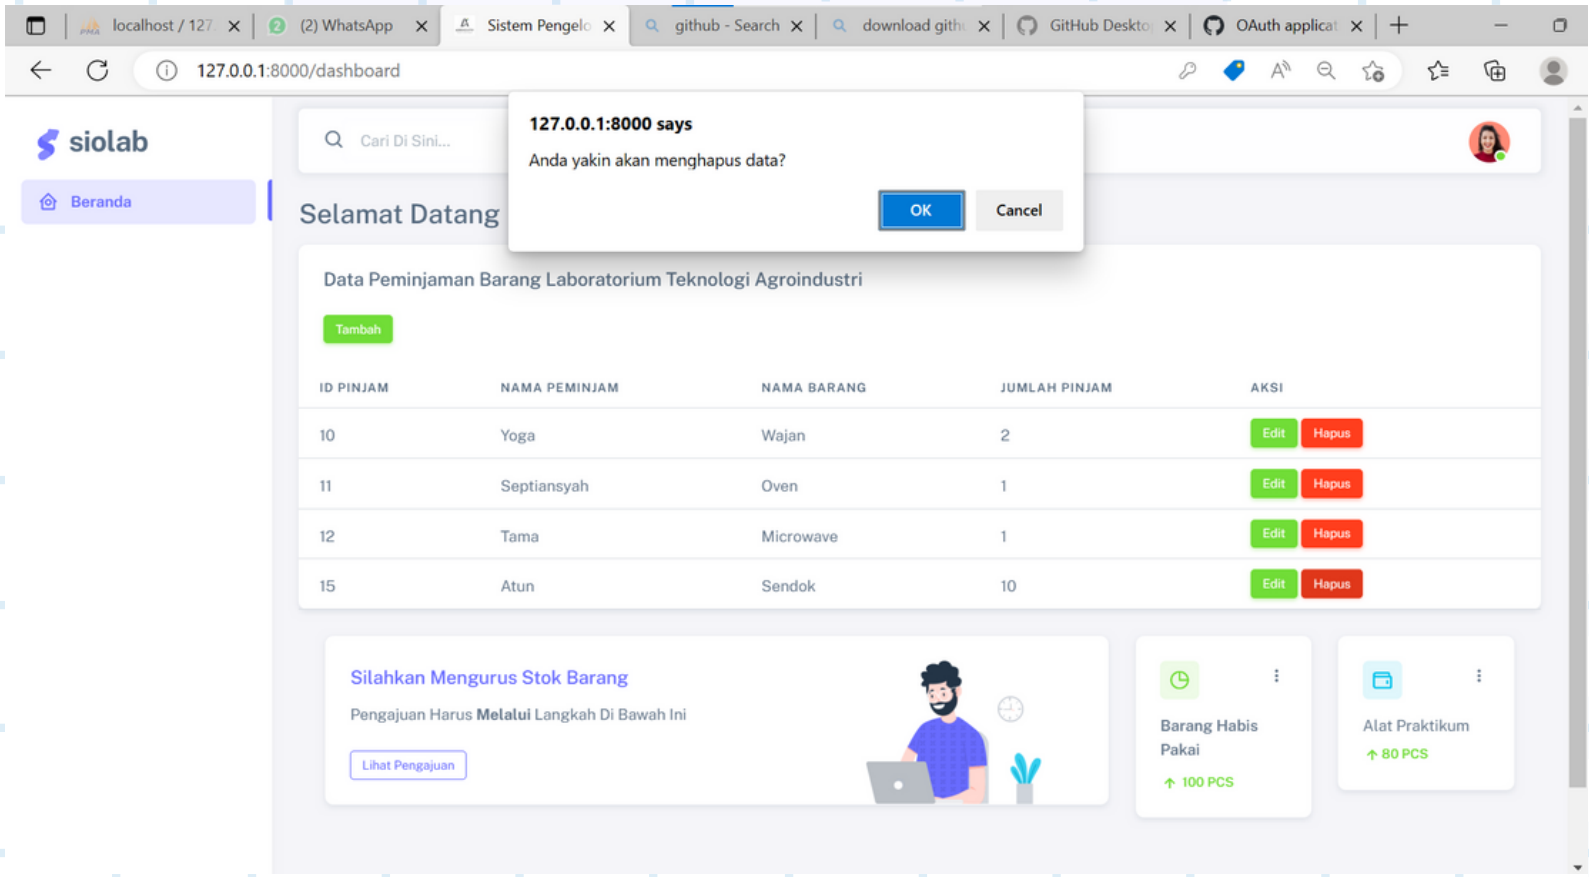 localhost / 127.
(2) WhatsApp
Sistem Pengelo
github - Search
download gith
GitHub Desktop
OAuth applicat
127.0.0.1:8000/dashboard
siolab
Beranda
Cari Di Sini...
127.0.0.1:8000 says
Anda yakin akan menghapus data?
OK
Cancel
Selamat Datang
Data Peminjaman Barang Laboratorium Teknologi Agroindustri
Tambah
ID PINJAM NAMA PEMINJAM NAMA BARANG JUMLAH PINJAM AKSI
10 Yoga Wajan 2 Edit Hapus
11 Septiansyah Oven 1 Edit Hapus
12 Tama Microwave 1 Edit Hapus
15 Atun Sendok 10 Edit Hapus
Silahkan Mengurus Stok Barang
Pengajuan Harus Melalui Langkah Di Bawah Ini
Lihat Pengajuan
Barang Habis
Pakai
100 PCS
Alat Praktikum
80 PCS